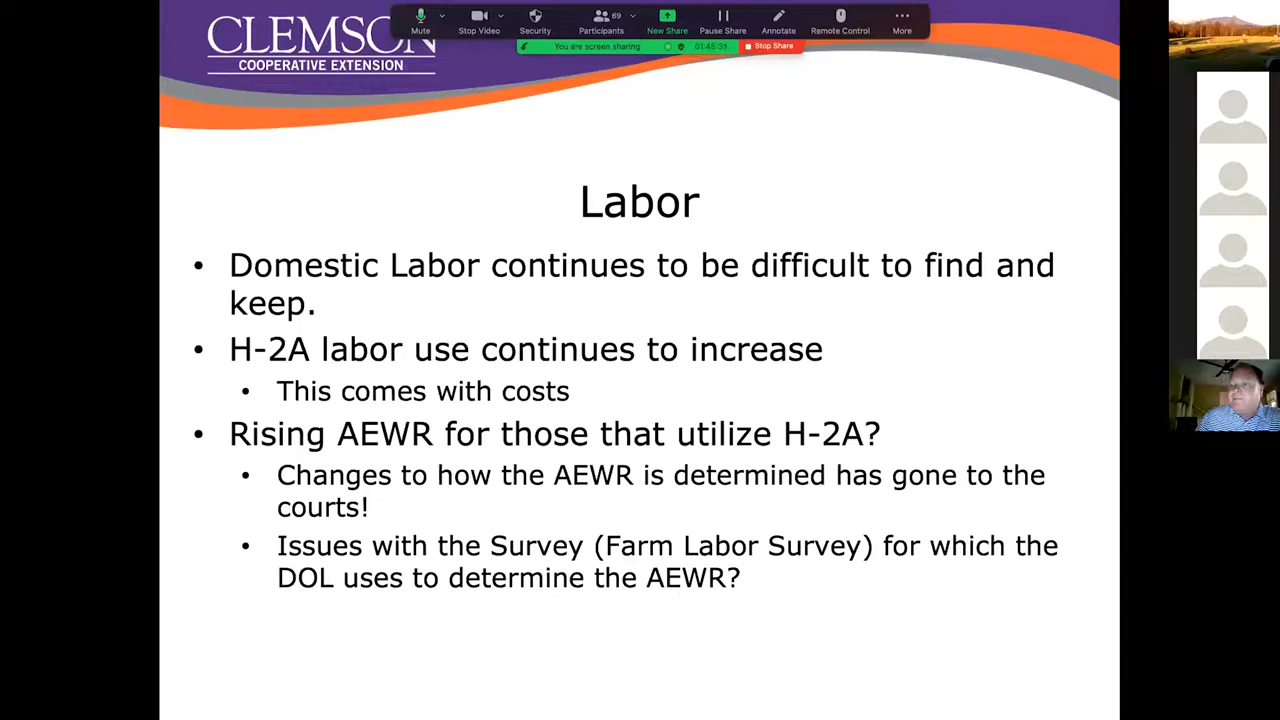 CLEMSON
COOPERATIVE EXTENSION
Mute
Stop Video
Security
69
Participants
New Share
Pause Share
Annotate
Remote Control
More
You are screen sharing
Stop Share
Labor
• Domestic Labor continues to be difficult to find and
keep.
• H-2A labor use continues to increase
• This comes with costs
• Rising AEWR for those that utilize H-2A?
• Changes to how the AEWR is determined has gone to the
courts!
• Issues with the Survey (Farm Labor Survey) for which the
DOL uses to determine the AEWR?